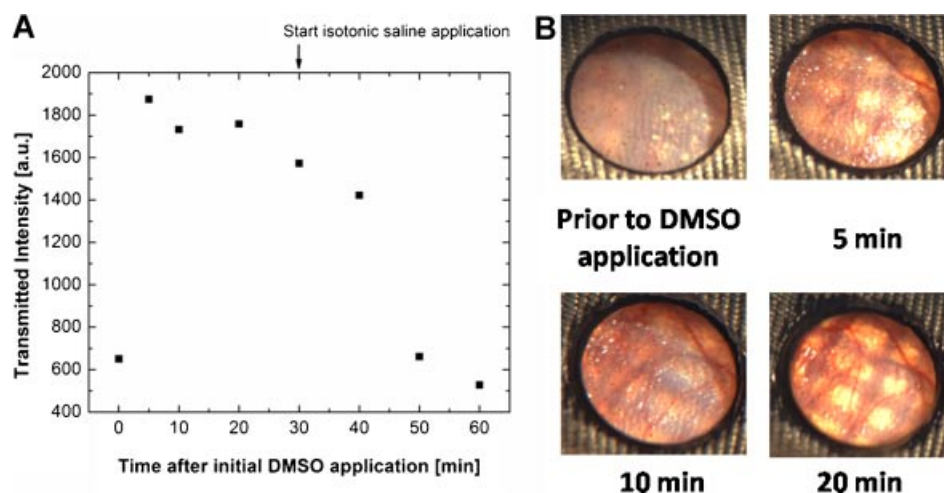 A
Start isotonic saline application
2000
1800
1600
1400
1200
1000
800
600
400
Transmitted Intensity [a.u.]
0 10 20 30 40 50 60
Time after initial DMSO application [min]
B
Prior to DMSO
application
5 min
10 min
20 min